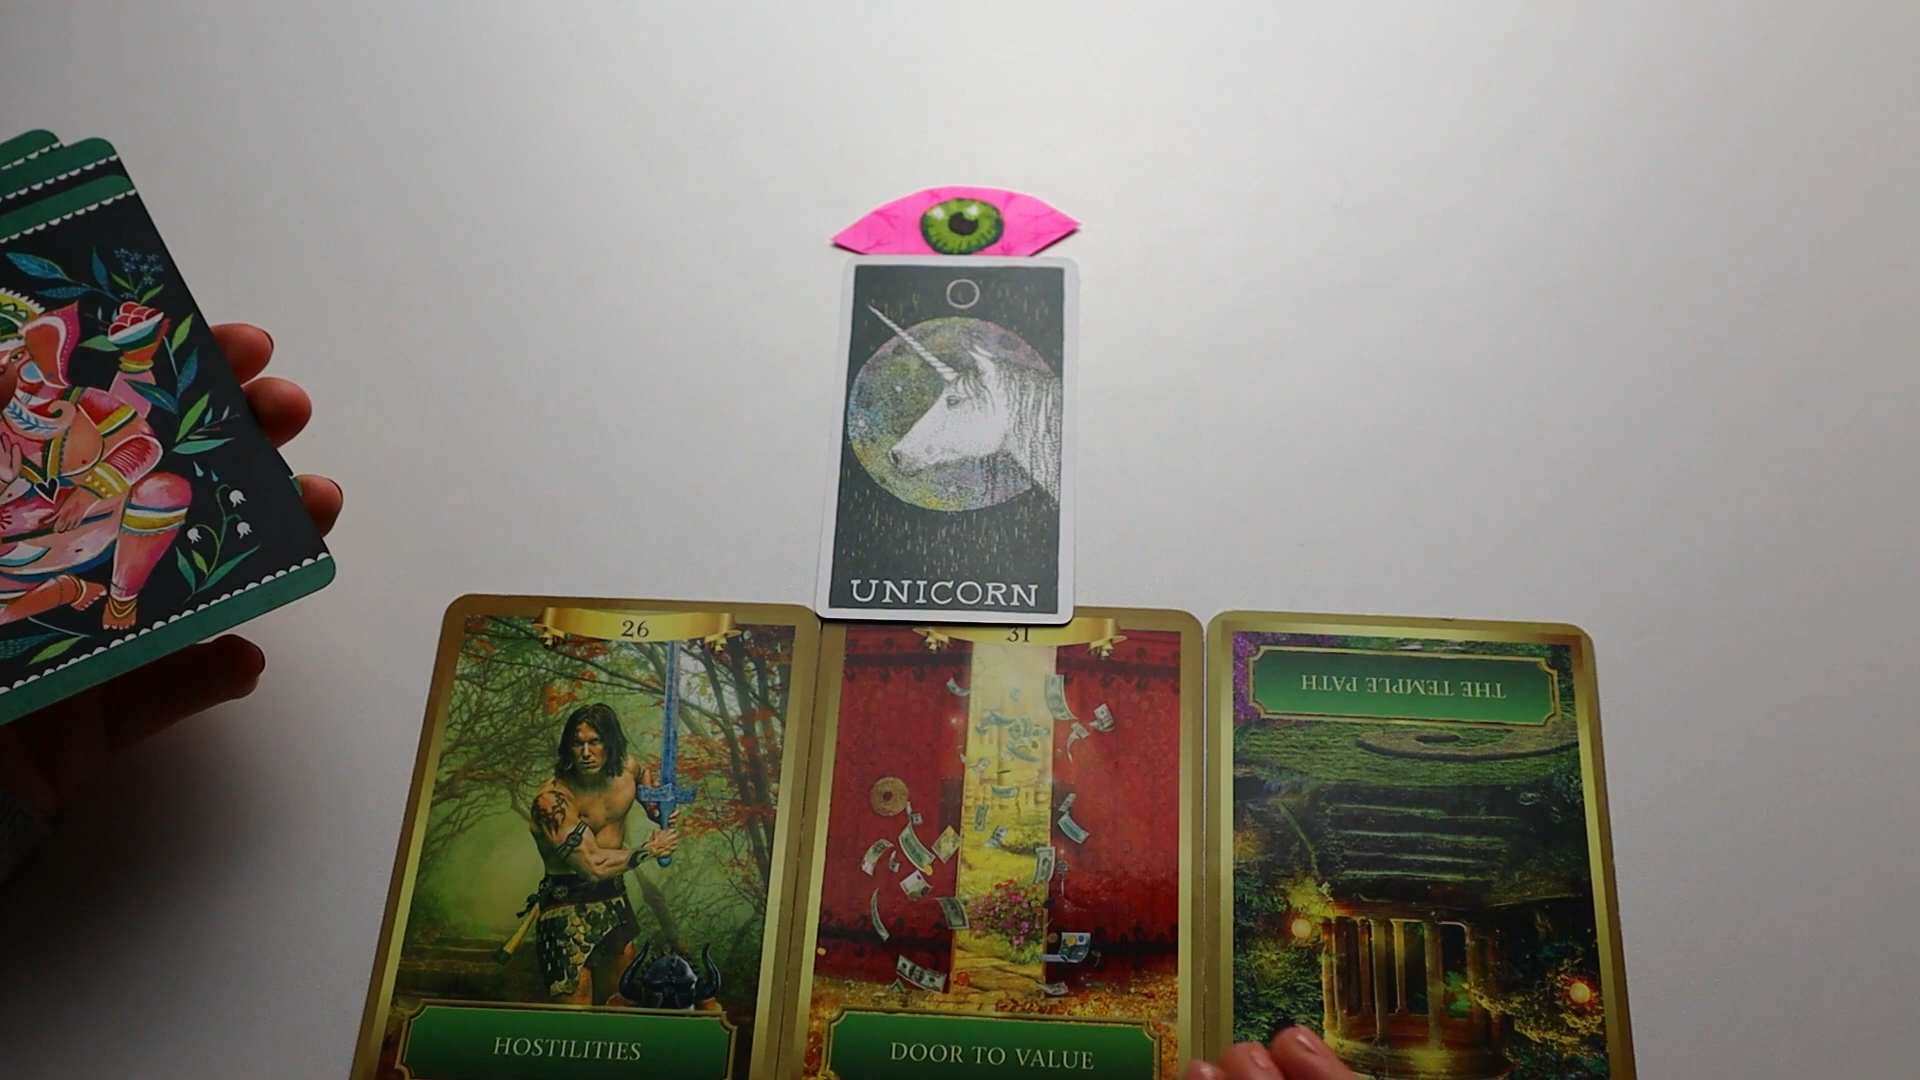 UNICORN
26
31
THE TEMPLE PATH
HOSTILITIES
DOOR TO VALUE